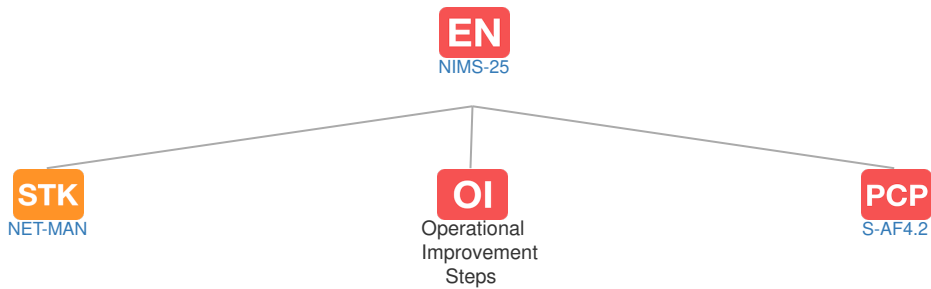 EN
NIMS-25
STK
NET-MAN
OI
Operational
Improvement
Steps
PCP
S-AF4.2